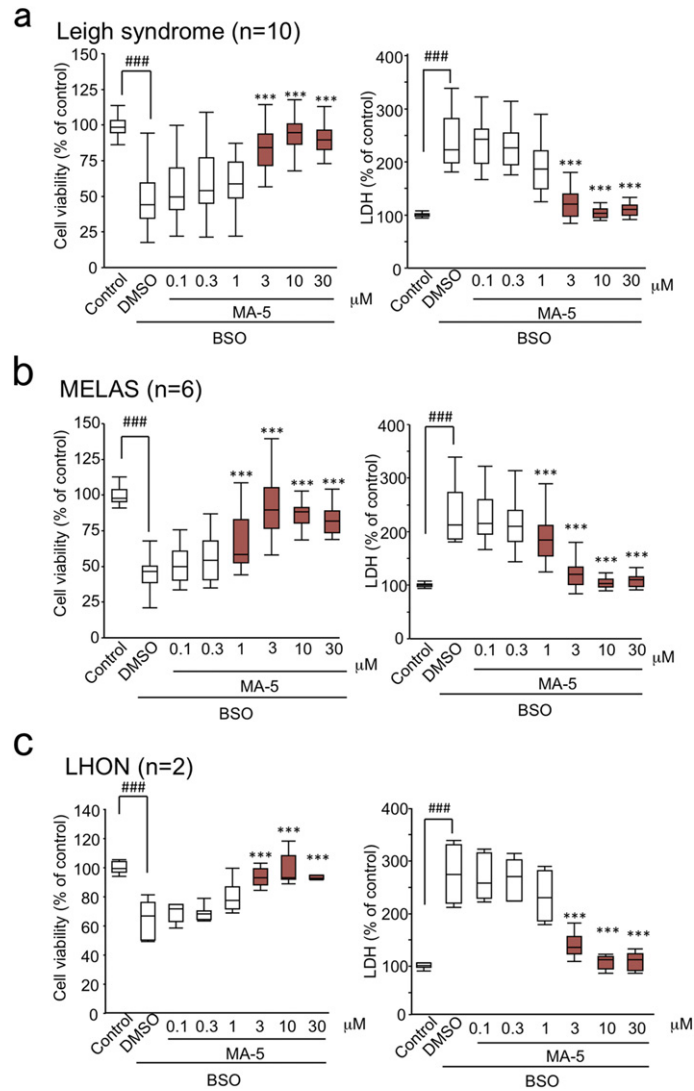 a
Leigh syndrome (n=10)
Cell viability (% of control)
150
125
100
75
50
25
0
###
*** *** ***
Control
DMSO
0.1 0.3 1 3 10 30 μM
MA-5
BSO
LDH (% of control)
400
300
200
100
0
###
***
*** ***
Control
DMSO
0.1 0.3 1 3 10 30 μM
MA-5
BSO
b
MELAS (n=6)
Cell viability (% of control)
150
125
100
75
50
25
0
###
***
***
*** ***
Control
DMSO
0.1 0.3 1 3 10 30
μM
MA-5
BSO
LDH (% of control)
400
300
200
100
0
###
***
***
*** ***
Control
DMSO
0.1 0.3 1 3 10 30
μM
MA-5
BSO
c
LHON (n=2)
Cell viability (% of control)
140
120
100
80
60
40
20
0
###
*** *** ***
Control
DMSO
0.1 0.3 1 3 10 30 μM
MA-5
BSO
LDH (% of control)
400
300
200
100
0
###
***
*** ***
Control
DMSO
0.1 0.3 1 3 10 30 μM
MA-5
BSO